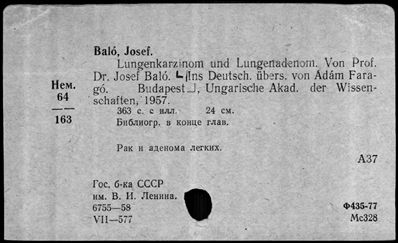 Baló, Josef.
Lungenkarzinom und Lungenadenom. Von Prof.
Dr. Josef Baló. [Ins Deutsch. übers. von Adám Fara-
gó. Budapest], Ungarische Akad. der Wissen-
schaften, 1957.
Нем.
64
163
363 с. с илл. 24 см.
Библиогр. в конце глав.
Рак и аденома легких.
А37
Гос. б-ка СССР
им. В. И. Ленина.
6755—58
VII—577
Ф435-77
Мс328